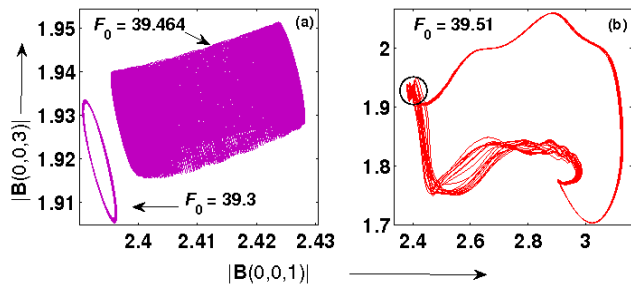 1.95
1.94
1.93
1.92
1.91
F₀ = 39.464
(a)
F₀ = 39.3
2.4
2.41
2.42
2.43
|B(0,0,3)|
F₀ = 39.51
(b)
2
1.9
1.8
1.7
2.4
2.6
2.8
3
|B(0,0,1)|